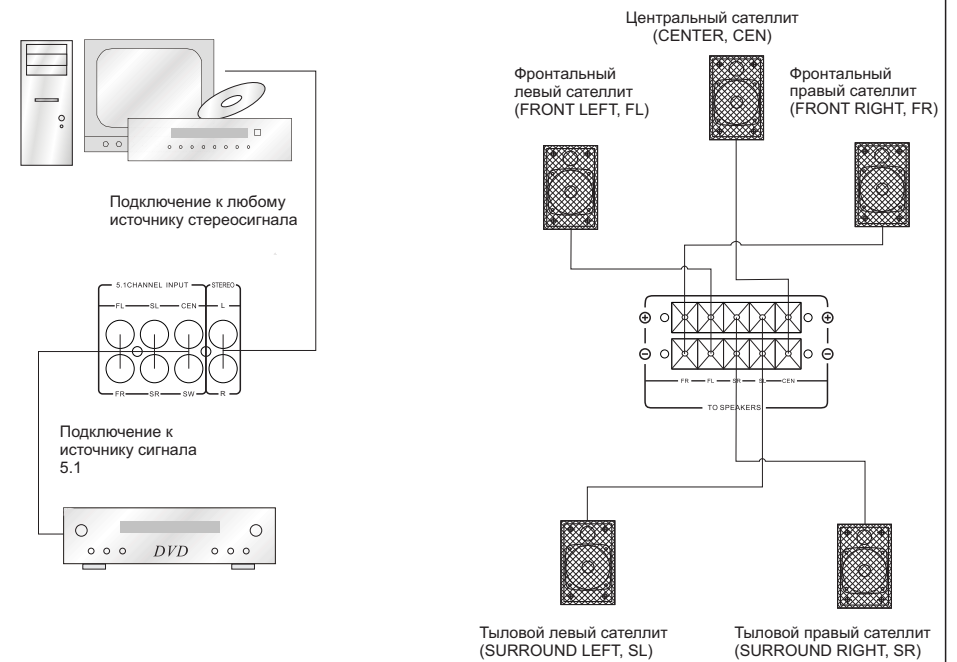 Центральный сателлит
(CENTER, CEN)
Фронтальный
левый сателлит
(FRONT LEFT, FL)
Фронтальный
правый сателлит
(FRONT RIGHT, FR)
Подключение к любому
источнику стереосигнала
5.1CHANNEL INPUT STEREO
FL SL CEN L
FR SR SW R
FR FL SR SL CEN
TO SPEAKERS
Подключение к
источнику сигнала
5.1
DVD
Тыловой левый сателлит
(SURROUND LEFT, SL)
Тыловой правый сателлит
(SURROUND RIGHT, SR)